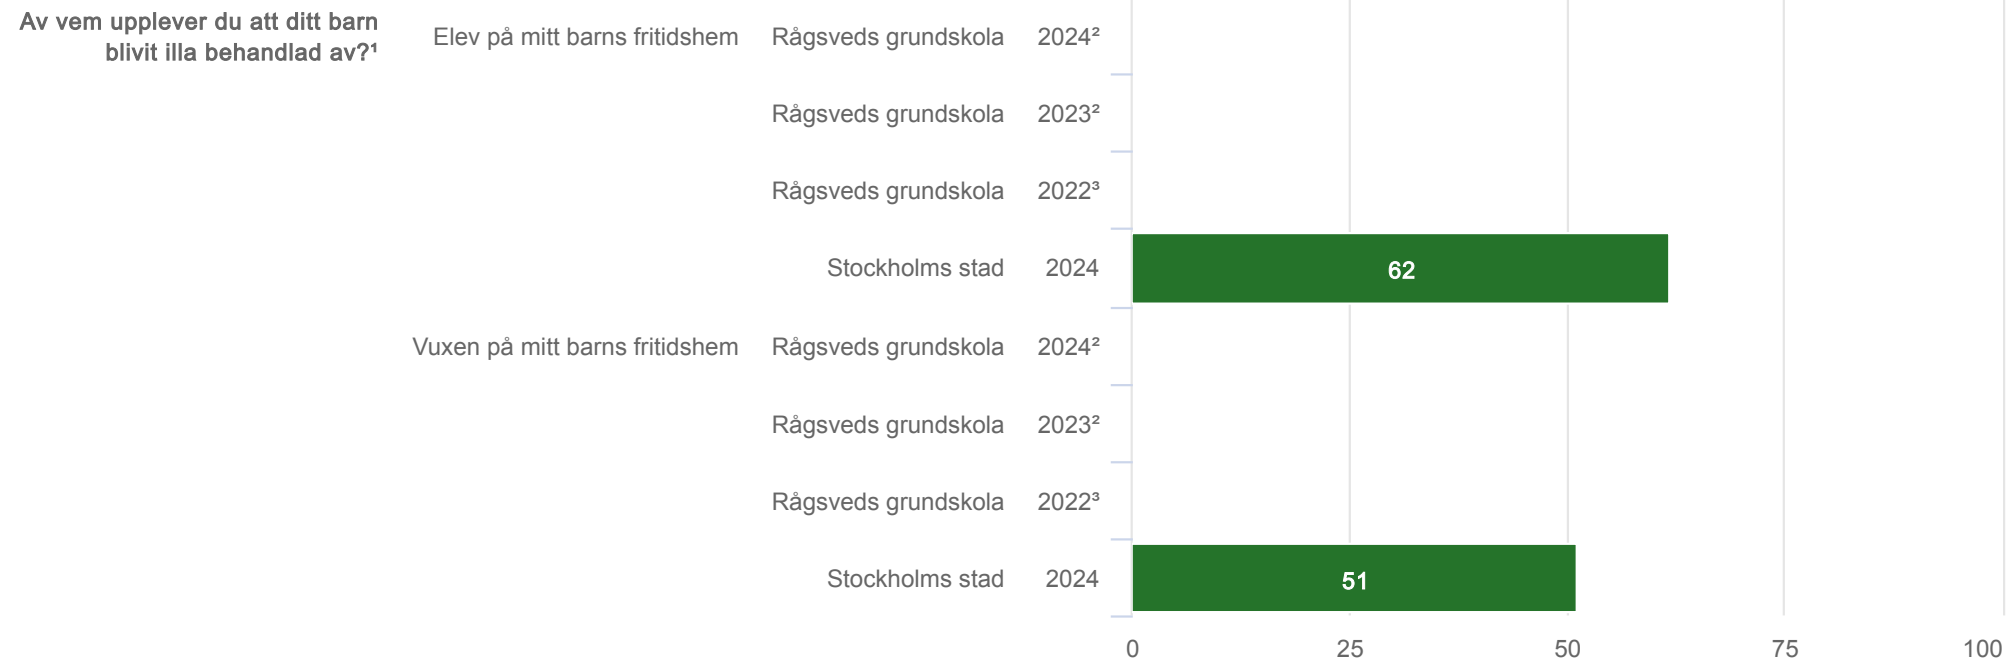 Av vem upplever du att ditt barn
blivit illa behandlad av?¹
Elev på mitt barns fritidshem Rågsveds grundskola 2024²
Rågsveds grundskola 2023²
Rågsveds grundskola 2022³
Stockholms stad 2024 62
Vuxen på mitt barns fritidshem Rågsveds grundskola 2024²
Rågsveds grundskola 2023²
Rågsveds grundskola 2022³
Stockholms stad 2024 51
0 25 50 75 100